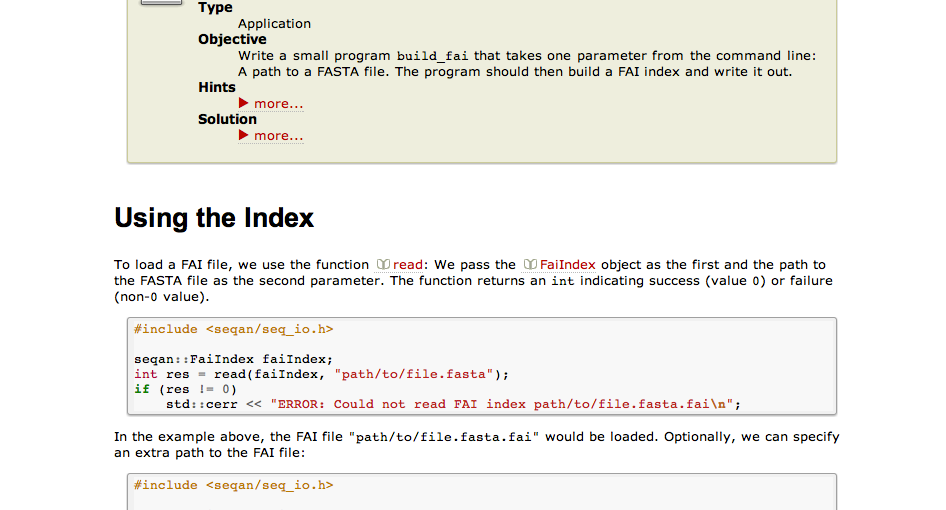 Type
Application
Objective
Write a small program build_fai that takes one parameter from the command line:
A path to a FASTA file. The program should then build a FAI index and write it out.
Hints
more...
Solution
more...
Using the Index
To load a FAI file, we use the function read: We pass the FaiIndex object as the first and the path to
the FASTA file as the second parameter. The function returns an int indicating success (value 0) or failure
(non-0 value).
#include <seqan/seq_io.h>
seqan::FaiIndex faiIndex;
int res = read(faiIndex, "path/to/file.fasta");
if (res != 0)
    std::cerr << "ERROR: Could not read FAI index path/to/file.fasta.fai\n";
In the example above, the FAI file "path/to/file.fasta.fai" would be loaded. Optionally, we can specify
an extra path to the FAI file:
#include <seqan/seq_io.h>